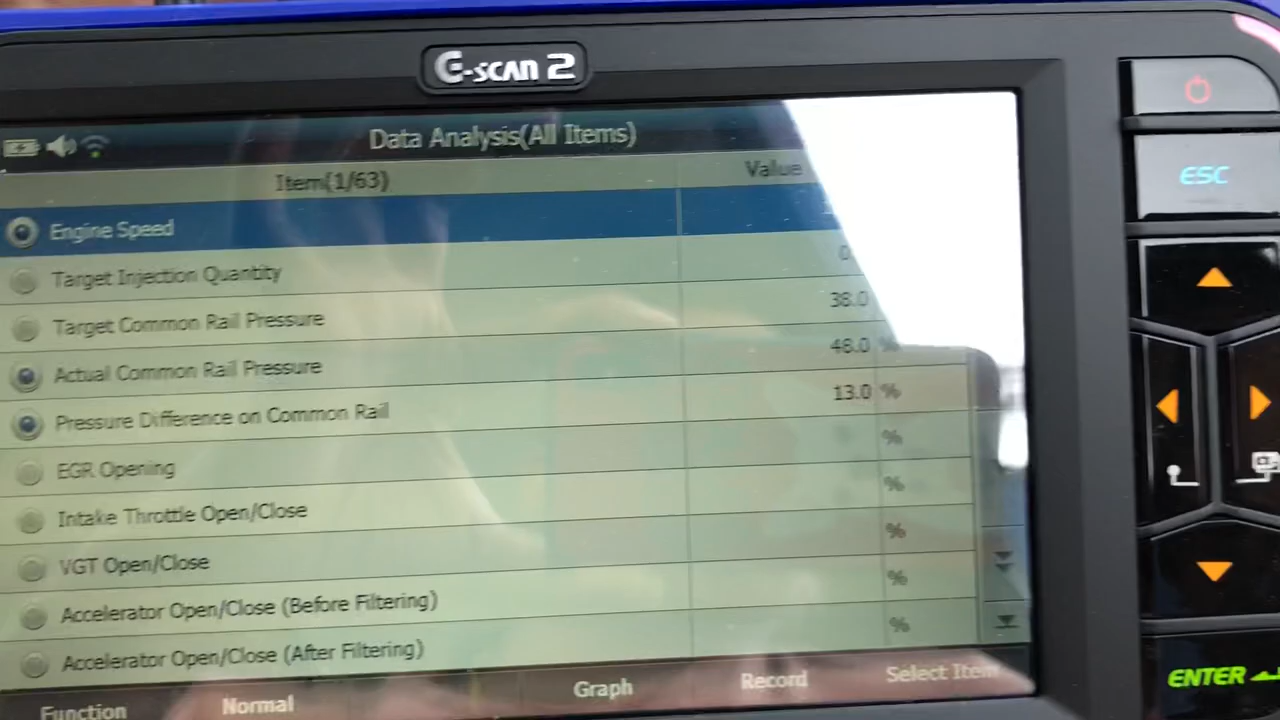 G-scan 2
Data Analysis(All Items)
Item(1/63) Value
Engine Speed
Target Injection Quantity 0
Target Common Rail Pressure 38.0
Actual Common Rail Pressure 48.0 %
Pressure Difference on Common Rail 13.0 %
EGR Opening %
Intake Throttle Open/Close %
VGT Open/Close %
Accelerator Open/Close (Before Filtering) %
Accelerator Open/Close (After Filtering) %
Function Normal Graph Record Select Item
ESC
ENTER